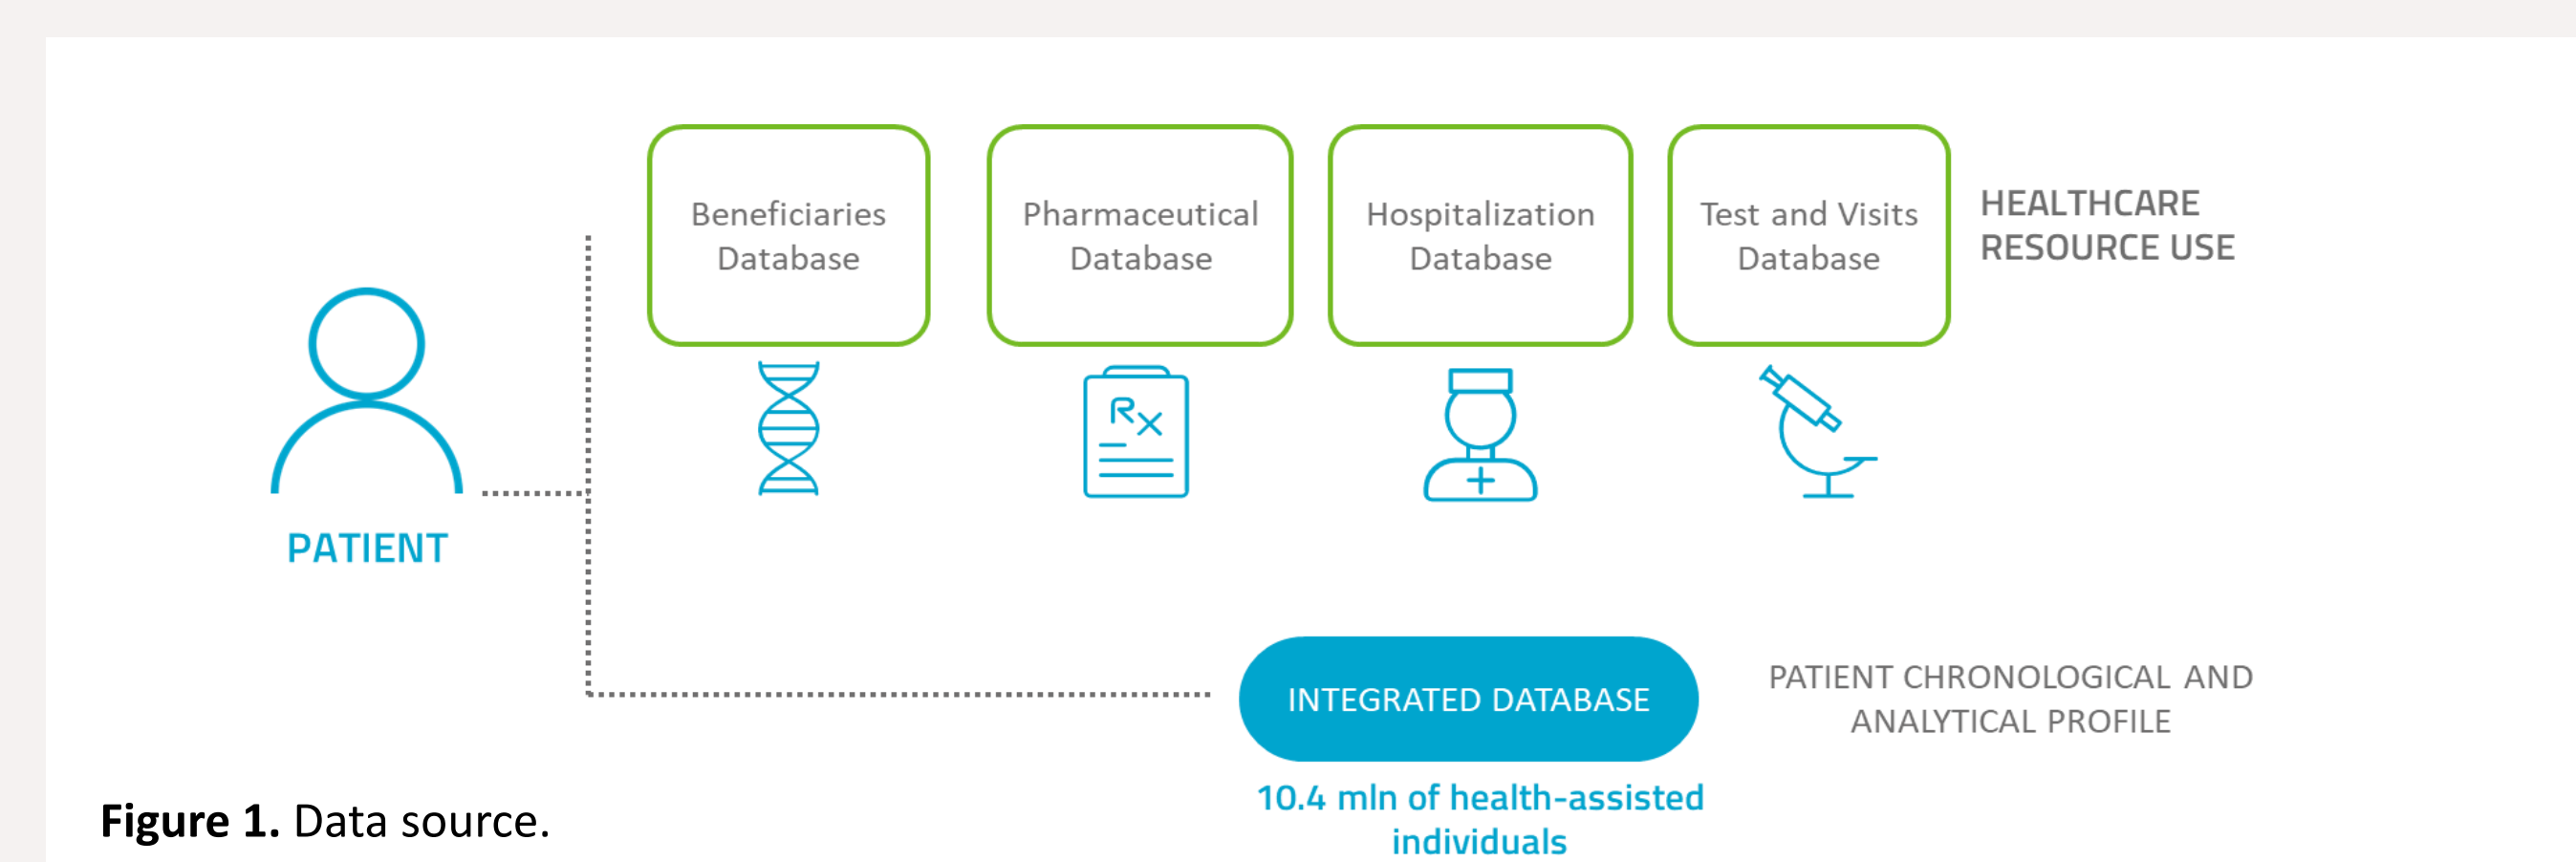 Beneficiaries
Database
Pharmaceutical
Database
Hospitalization
Database
Test and Visits
Database
HEALTHCARE
RESOURCE USE
Rx
PATIENT
INTEGRATED DATABASE
PATIENT CHRONOLOGICAL AND
ANALYTICAL PROFILE
10.4 mln of health-assisted
individuals
Figure 1. Data source.